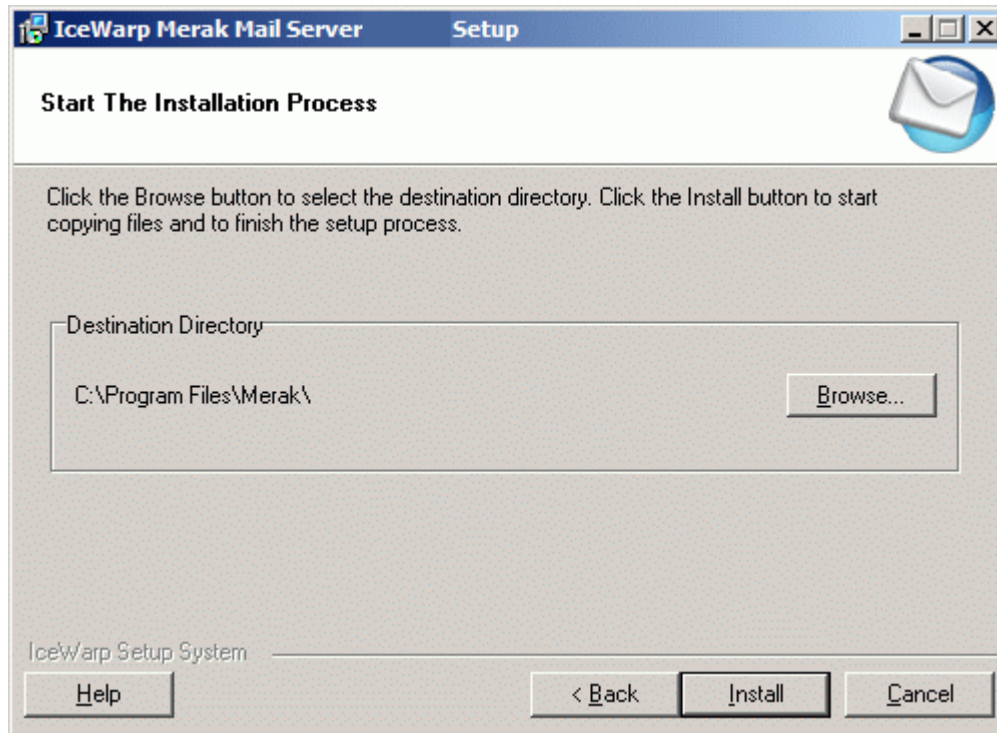 IceWarp Merak Mail Server Setup
Start The Installation Process
Click the Browse button to select the destination directory. Click the Install button to start
copying files and to finish the setup process.
Destination Directory
C:\Program Files\Merak\
Browse...
IceWarp Setup System
Help
< Back
Install
Cancel